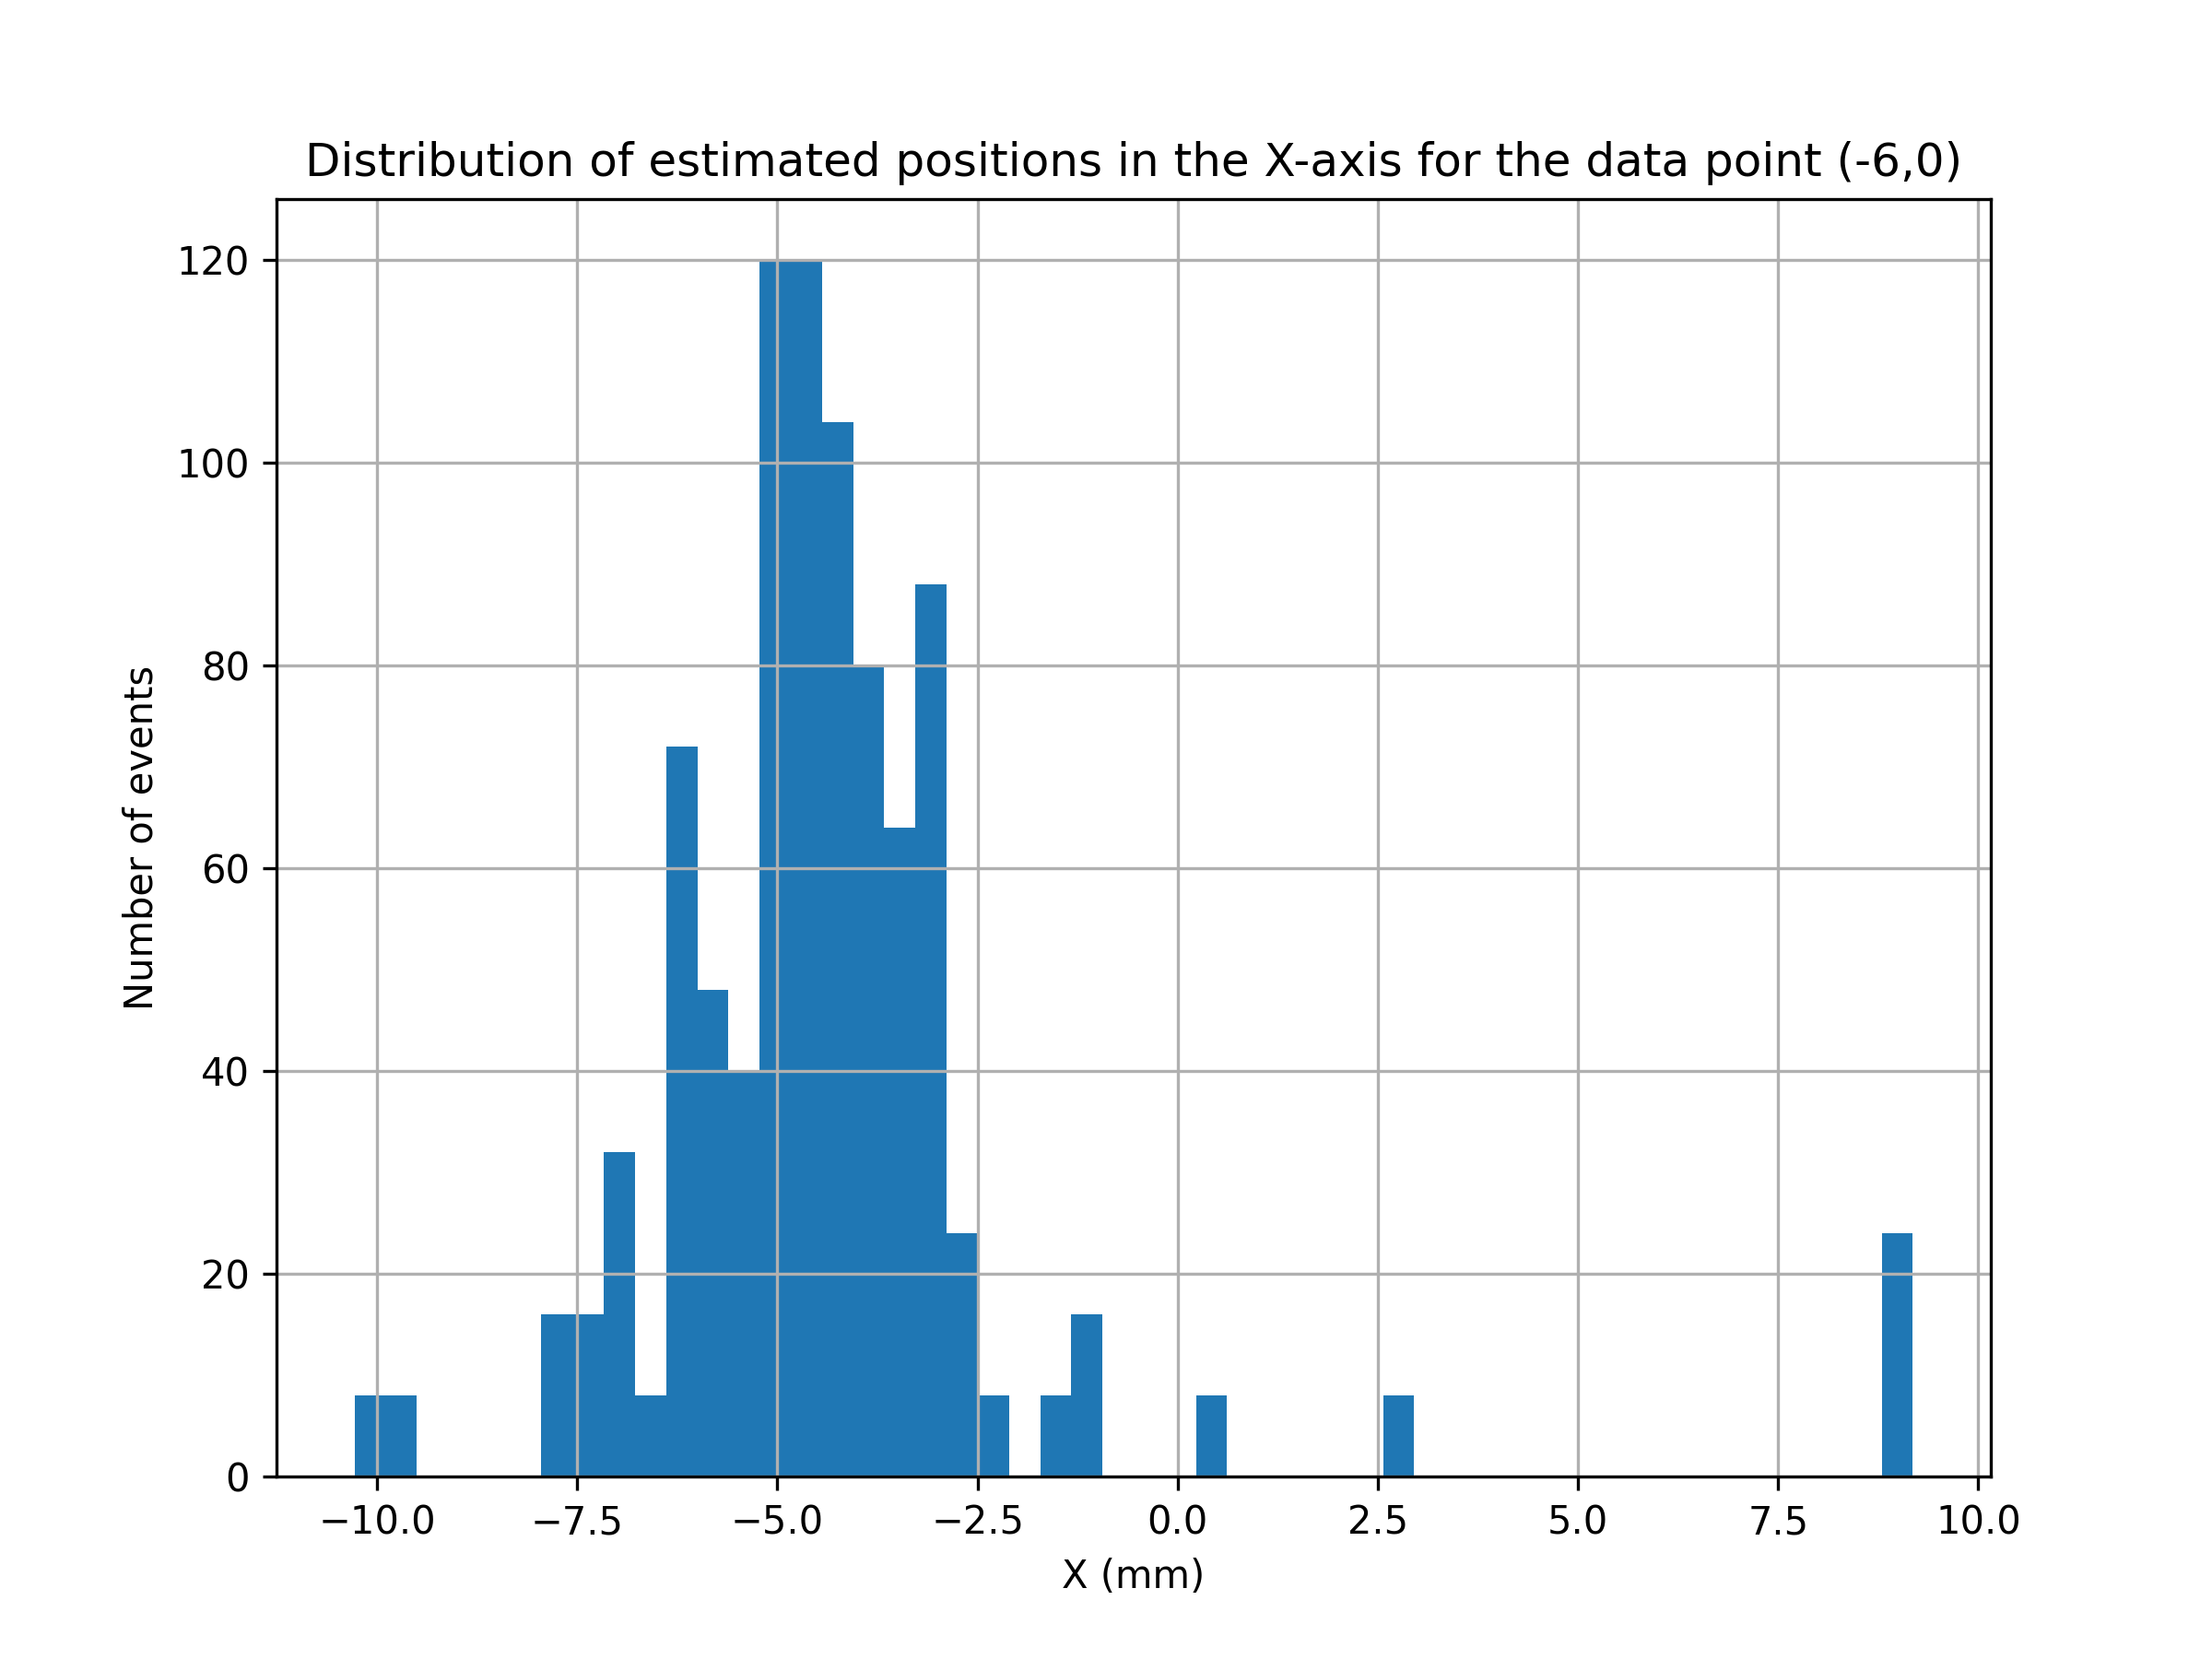 Distribution of estimated positions in the X-axis for the data point (-6,0)
120
100
80
60
40
20
0
Number of events
−10.0 −7.5 −5.0 −2.5 0.0 2.5 5.0 7.5 10.0
X (mm)